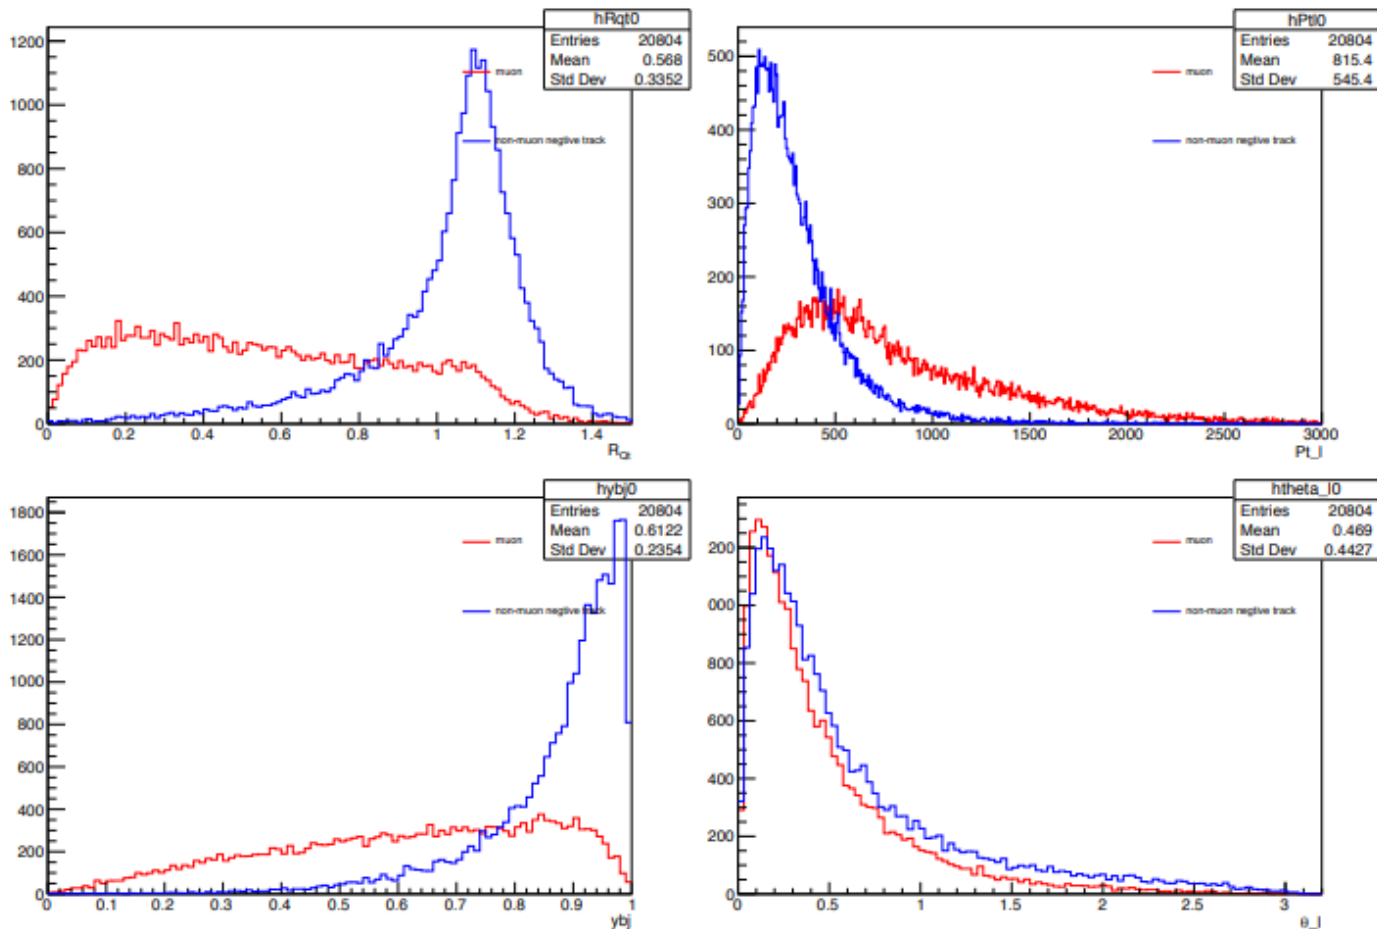 hRqt0
Entries 20804
Mean 0.568
Std Dev 0.3352
muon
non-muon negtive track
1200
1000
800
600
400
200
0
0 0.2 0.4 0.6 0.8 1 1.2 1.4
R_Qt
hPtl0
Entries 20804
Mean 815.4
Std Dev 545.4
muon
non-muon negtive track
500
400
300
200
100
0
0 500 1000 1500 2000 2500 3000
Pt_l
hybj0
Entries 20804
Mean 0.6122
Std Dev 0.2354
muon
non-muon negtive track
1800
1600
1400
1200
1000
800
600
400
200
0
0 0.1 0.2 0.3 0.4 0.5 0.6 0.7 0.8 0.9 1
ybj
htheta_l0
Entries 20804
Mean 0.469
Std Dev 0.4427
muon
non-muon negtive track
200
000
800
600
400
200
0
0 0.5 1 1.5 2 2.5 3
θ_l